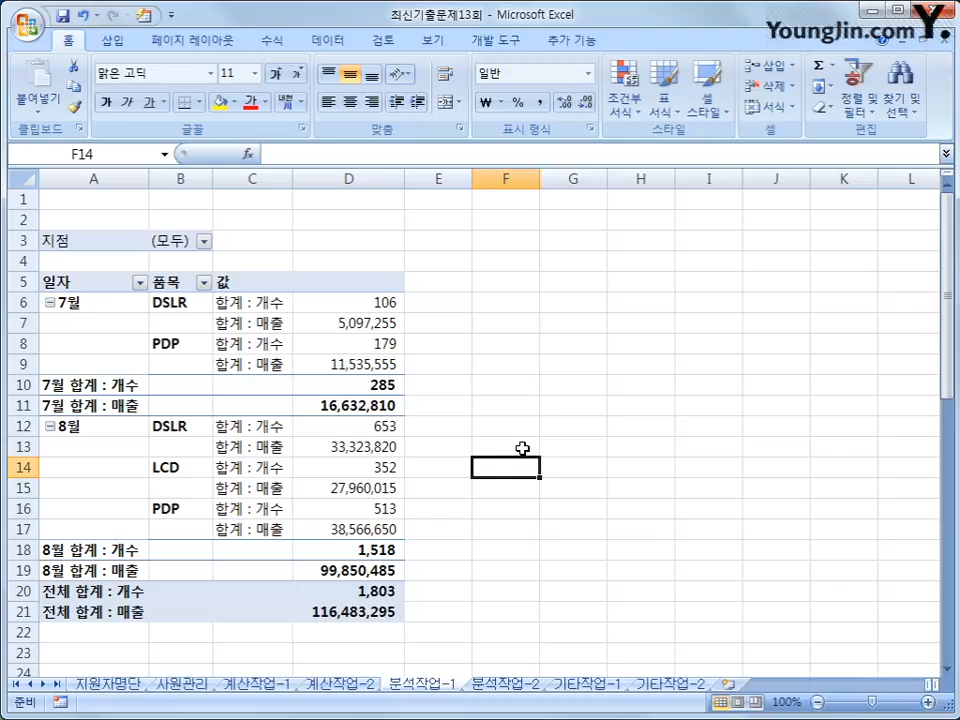 최신기출문제13회 - Microsoft Excel
YoungJin.com Y.
홈 삽입 페이지 레이아웃 수식 데이터 검토 보기 개발 도구 추가 기능
맑은 고딕 11 가 가 일반 삽입 Σ
붙여넣기 가 가 가 가 % , 조건부 서식 표 서식 셀 스타일 삭제 서식 정렬 및 필터 찾기 및 선택
클립보드 글꼴 맞춤 표시 형식 스타일 셀 편집
F14 fx
A B C D E F G H I J K L
1
2
3 지점 (모두)
4
5 일자 품목 값
6 7월 DSLR 합계 : 개수 106
7 합계 : 매출 5,097,255
8 PDP 합계 : 개수 179
9 합계 : 매출 11,535,555
10 7월 합계 : 개수 285
11 7월 합계 : 매출 16,632,810
12 8월 DSLR 합계 : 개수 653
13 합계 : 매출 33,323,820
14 LCD 합계 : 개수 352
15 합계 : 매출 27,960,015
16 PDP 합계 : 개수 513
17 합계 : 매출 38,566,650
18 8월 합계 : 개수 1,518
19 8월 합계 : 매출 99,850,485
20 전체 합계 : 개수 1,803
21 전체 합계 : 매출 116,483,295
22
23
24
지원자명단 사원관리 계산작업-1 계산작업-2 분석작업-1 분석작업-2 기타작업-1 기타작업-2
준비 100%